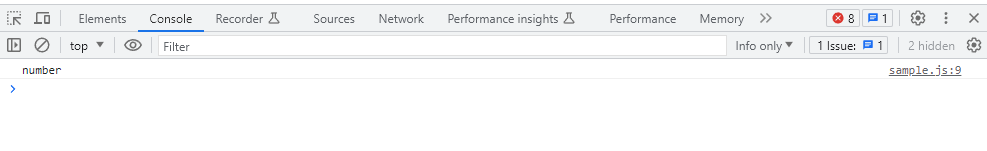 Elements Console Recorder Sources Network Performance insights Performance Memory 8 1
top Filter Info only 1 Issue: 1 2 hidden
number sample.js:9